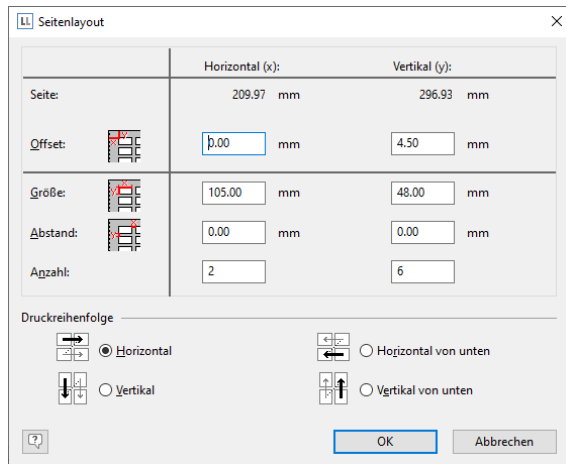 LL Seitenlayout
Horizontal (x): Vertikal (y):
Seite: 209.97 mm 296.93 mm
Offset: 0.00 mm 4.50 mm
Größe: 105.00 mm 48.00 mm
Abstand: 0.00 mm 0.00 mm
Anzahl: 2 6
Druckreihenfolge
Horizontal Horizontal von unten
Vertikal Vertikal von unten
OK Abbrechen